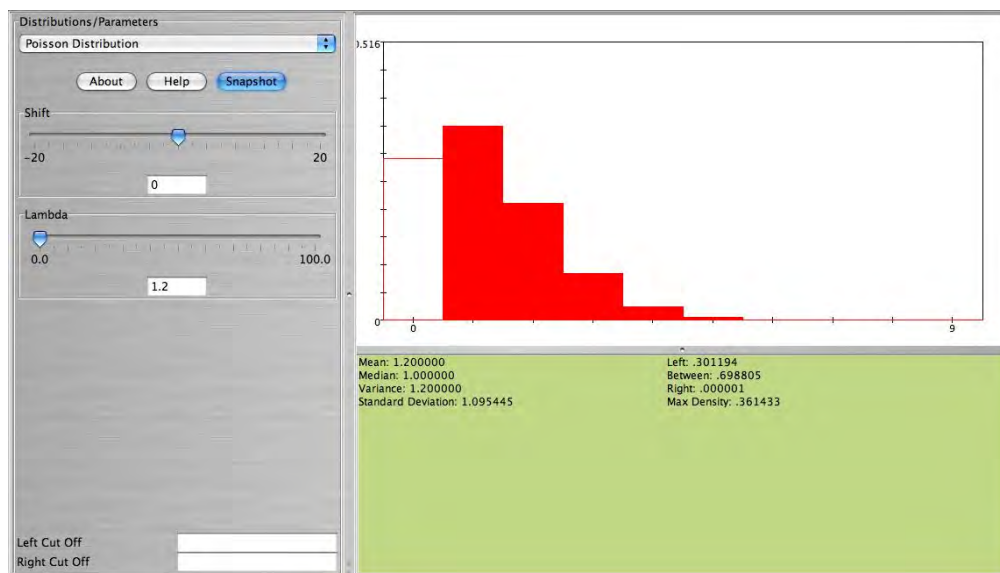 Distributions/Parameters
Poisson Distribution
About Help Snapshot
Shift
-20 20
0
Lambda
0.0 100.0
1.2
Left Cut Off
Right Cut Off
0.516
0
0 9
Mean: 1.200000
Median: 1.000000
Variance: 1.200000
Standard Deviation: 1.095445
Left: .301194
Between: .698805
Right: .000001
Max Density: .361433